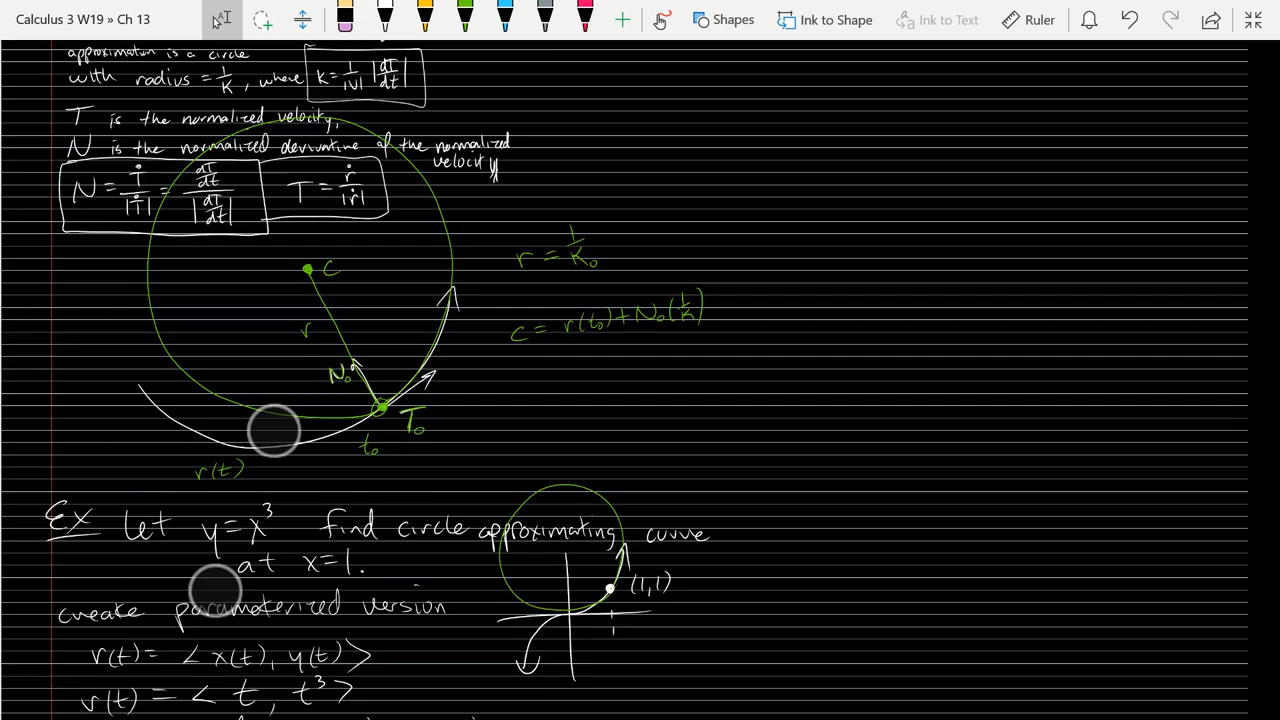 Calculus 3 W19 » Ch 13
Shapes
Ink to Shape
Ink to Text
Ruler
approximation is a circle
with radius = 1/K, where K = 1/|v| |dT/dt|
T is the normalized velocity,
N is the normalized derivative of the normalized
velocity
N = Ṫ/|Ṫ| = (dT/dt)/|dT/dt|
T = ṙ/|ṙ|
r = 1/K₀
C
C = r(t₀) + N₀(1/K)
r
N₀
T₀
t₀
r(t)
Ex Let y = x³ find circle approximating curve
at x = 1.
(1,1)
1
create parameterized version
r(t) = < x(t), y(t) >
r(t) = < t, t³ >